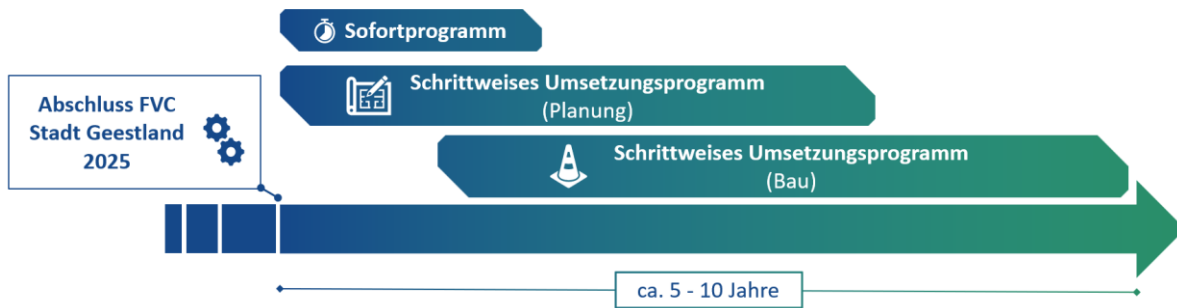 Sofortprogramm
Schrittweises Umsetzungsprogramm
(Planung)
Abschluss FVC
Stadt Geestland
2025
Schrittweises Umsetzungsprogramm
(Bau)
ca. 5 - 10 Jahre